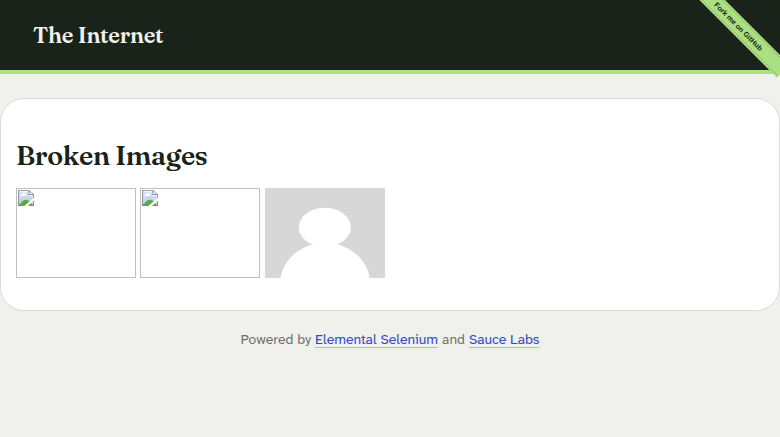 The Internet
Fork me on GitHub
Broken Images
Powered by Elemental Selenium and Sauce Labs